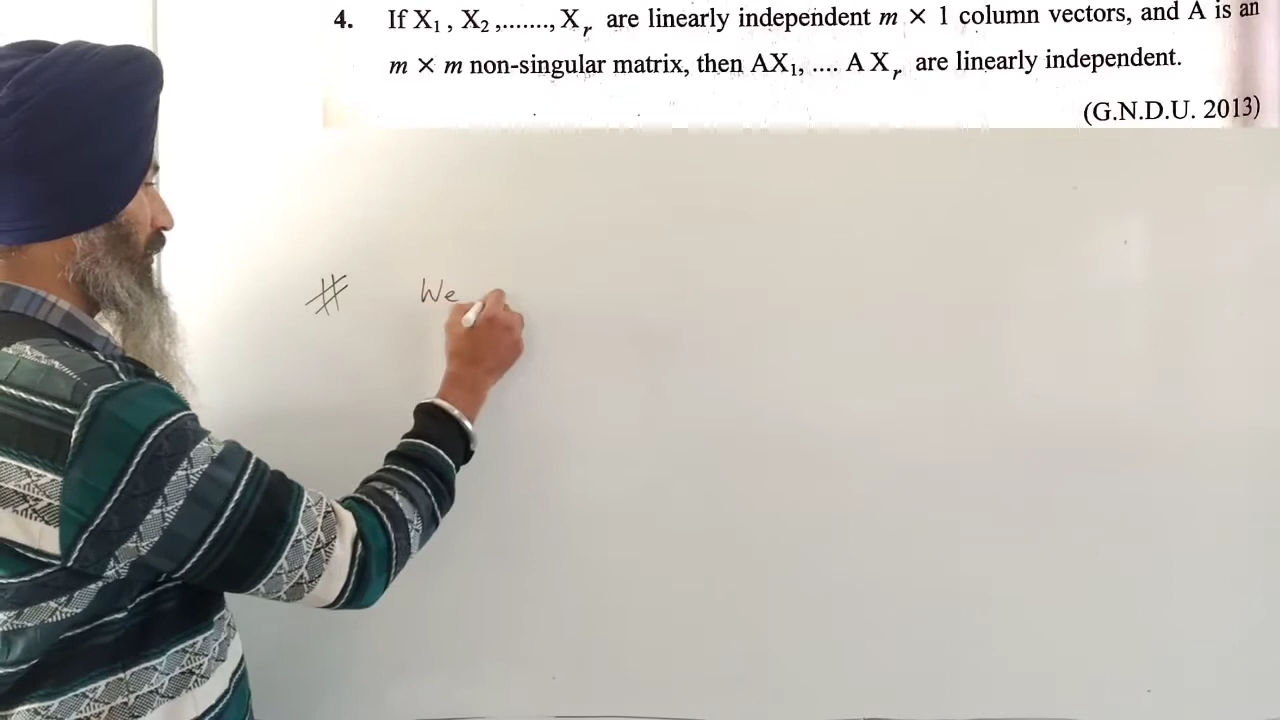 4. If X₁ , X₂ ,......., Xᵣ are linearly independent m × 1 column vectors, and A is an
m × m non-singular matrix, then AX₁, .... A Xᵣ are linearly independent.
(G.N.D.U. 2013)
# We